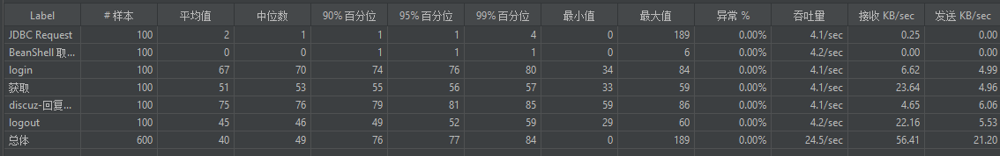 Label # 样本 平均值 中位数 90% 百分位 95% 百分位 99% 百分位 最小值 最大值 异常 % 吞吐量 接收 KB/sec 发送 KB/sec
JDBC Request 100 2 1 1 1 4 0 189 0.00% 4.1/sec 0.25 0.00
BeanShell 取... 100 0 0 1 1 1 0 6 0.00% 4.2/sec 0.00 0.00
login 100 67 70 74 76 80 34 84 0.00% 4.1/sec 6.62 4.99
获取 100 51 53 55 56 57 33 59 0.00% 4.1/sec 23.64 4.96
discuz-回复... 100 75 76 79 81 85 59 86 0.00% 4.1/sec 4.65 6.06
logout 100 45 46 49 52 59 29 60 0.00% 4.2/sec 22.16 5.53
总体 600 40 49 76 77 84 0 189 0.00% 24.5/sec 56.41 21.20